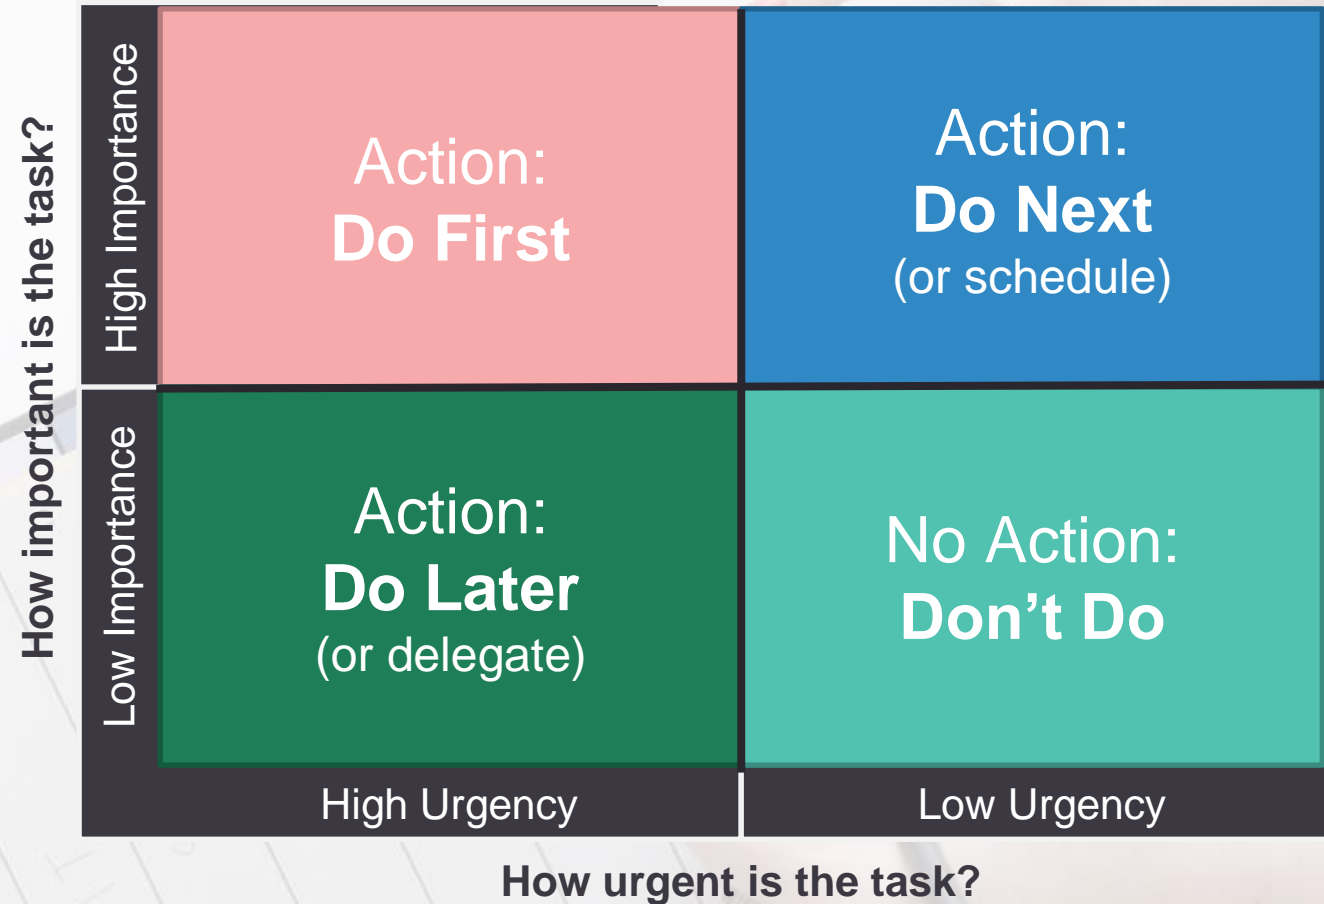 How important is the task?
High Importance
Action:
Do First
Action:
Do Next
(or schedule)
Low Importance
Action:
Do Later
(or delegate)
No Action:
Don’t Do
High Urgency
Low Urgency
How urgent is the task?